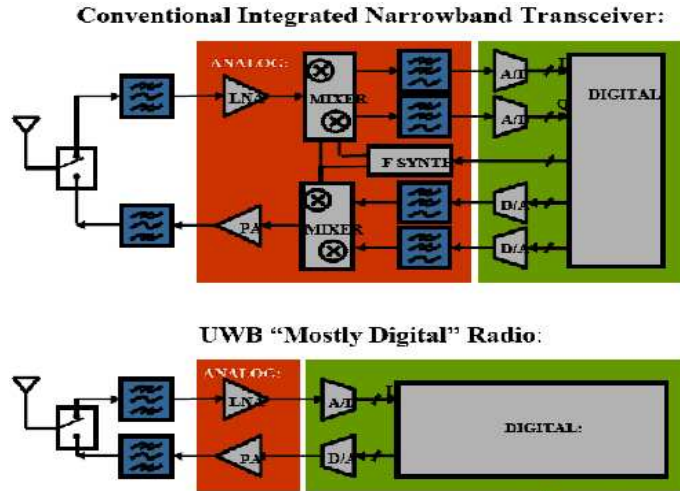 Conventional Integrated Narrowband Transceiver:
ANALOG:
LNA
MIXER
A/D
I
A/D
Q
DIGITAL
F SYNTH
PA
MIXER
D/A
D/A
UWB “Mostly Digital” Radio:
ANALOG:
LNA
A/D
DIGITAL:
PA
D/A